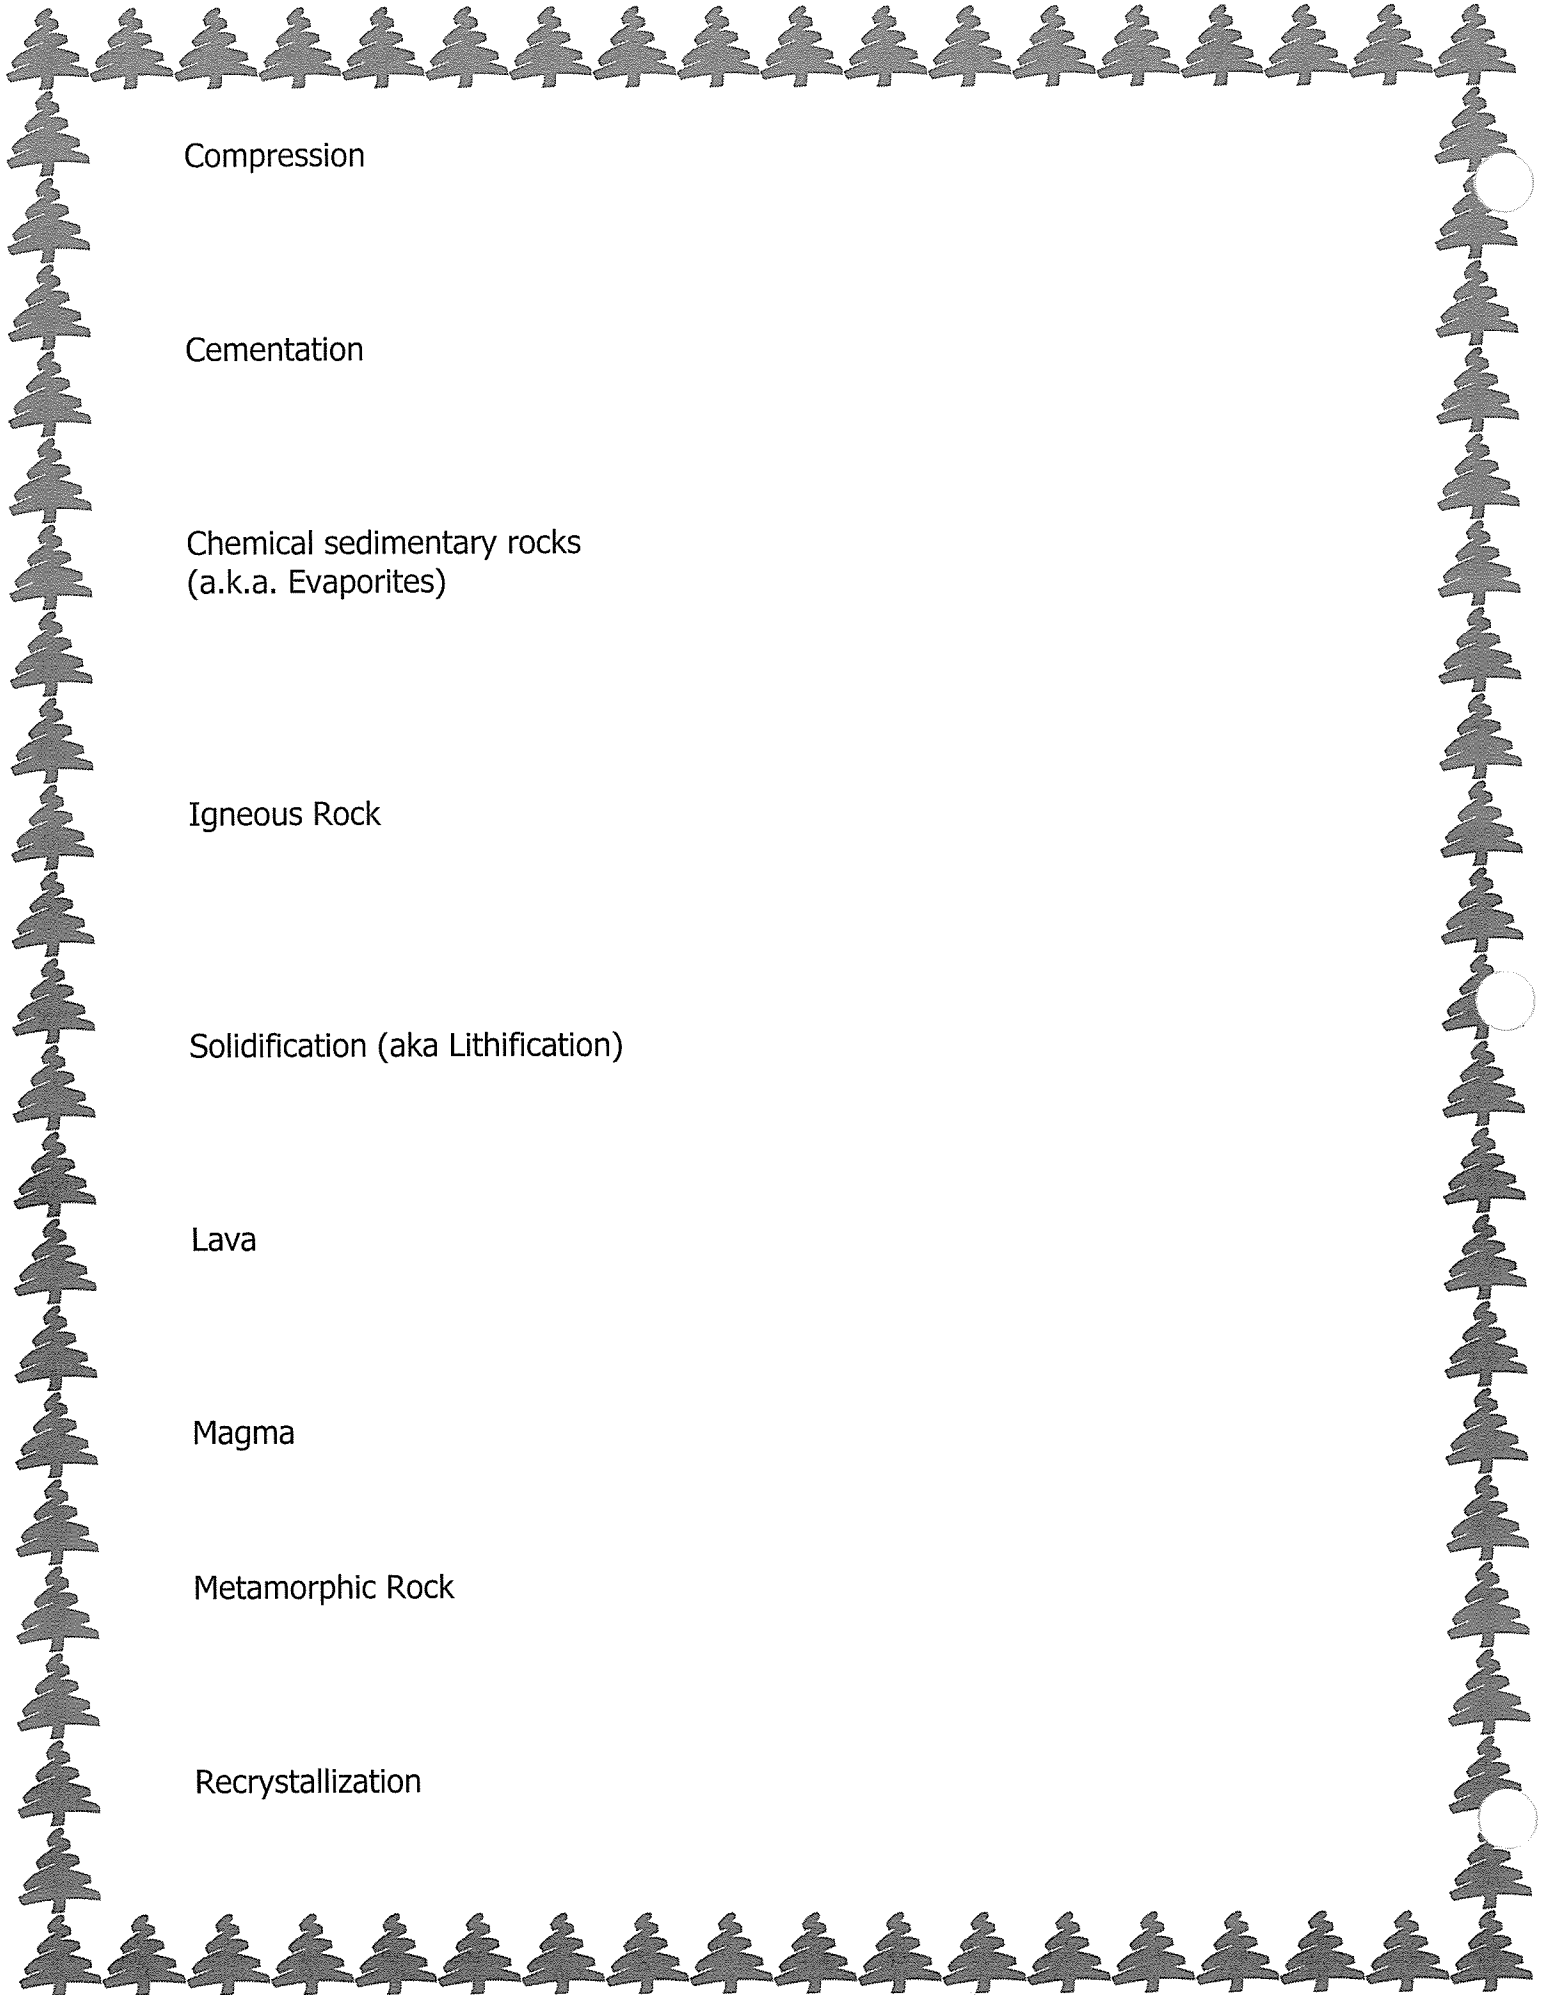 Compression
Cementation
Chemical sedimentary rocks
(a.k.a. Evaporites)
Igneous Rock
Solidification (aka Lithification)
Lava
Magma
Metamorphic Rock
Recrystallization